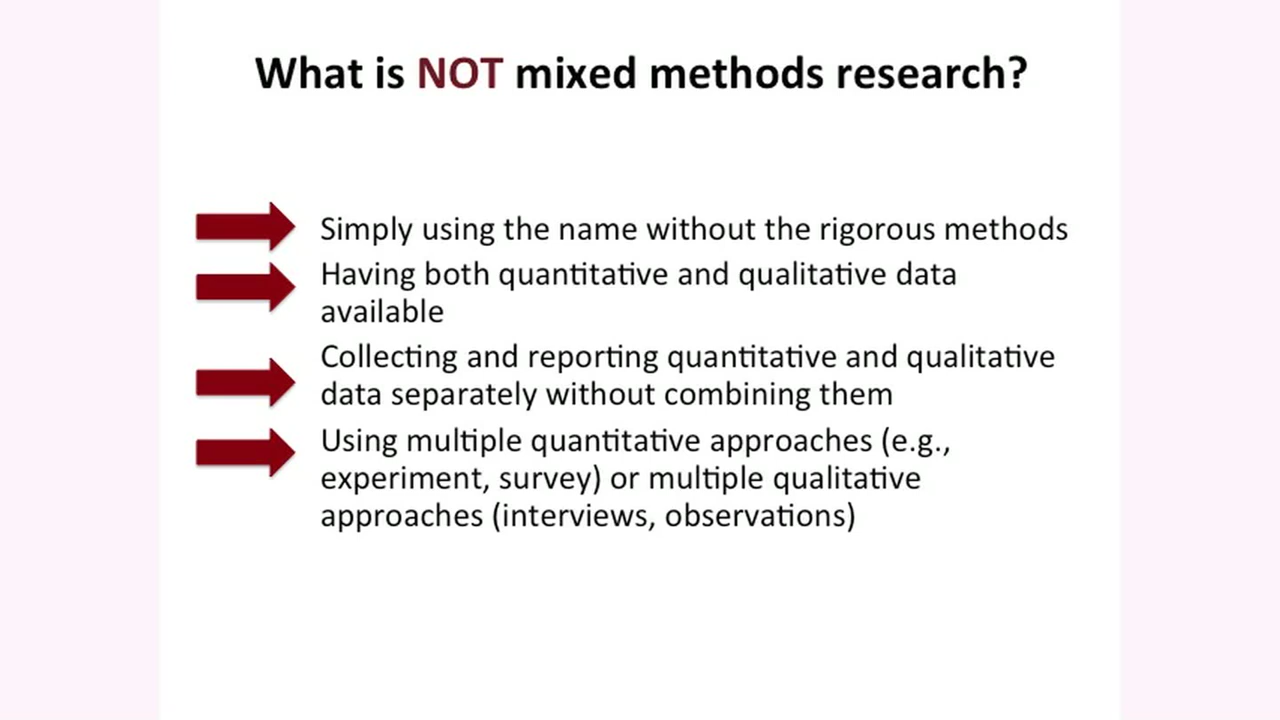 What is NOT mixed methods research?
Simply using the name without the rigorous methods
Having both quantitative and qualitative data
available
Collecting and reporting quantitative and qualitative
data separately without combining them
Using multiple quantitative approaches (e.g.,
experiment, survey) or multiple qualitative
approaches (interviews, observations)